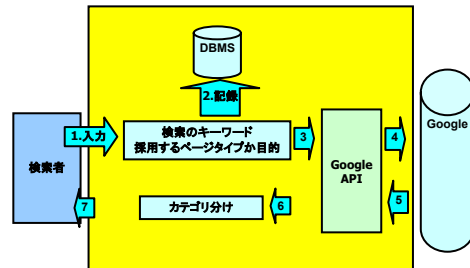 DBMS
2.記録
1.入力
検索のキーワード
採用するページタイプか目的
3
4
Google
検索者
Google
API
7
カテゴリ分け
6
5